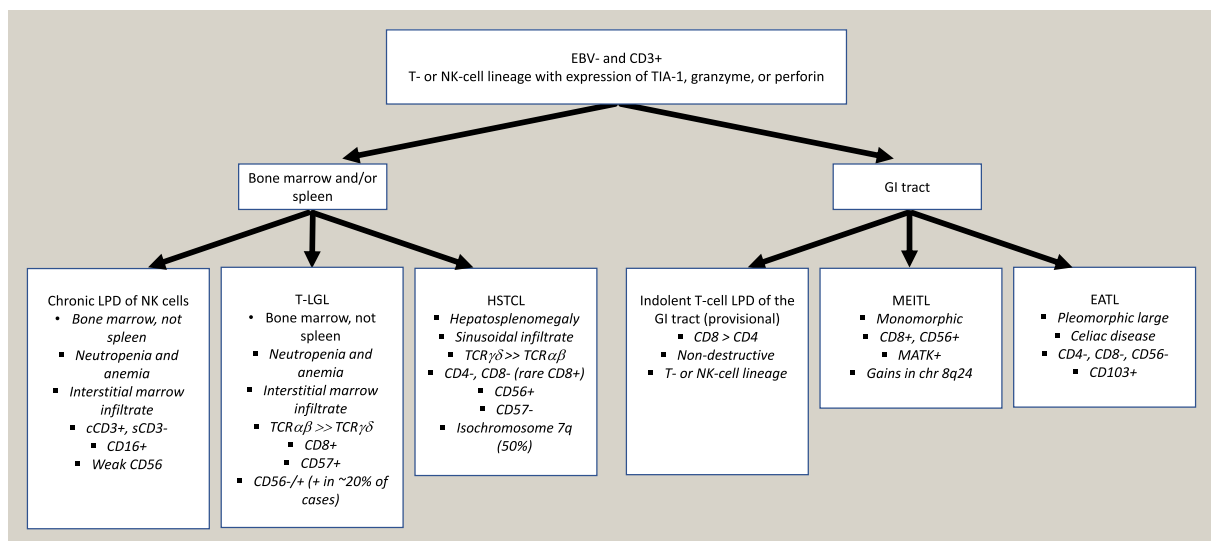 EBV- and CD3+
T- or NK-cell lineage with expression of TIA-1, granzyme, or perforin
Bone marrow and/or
spleen
GI tract
Chronic LPD of NK cells
• Bone marrow, not
spleen
▪ Neutropenia and
anemia
▪ Interstitial marrow
infiltrate
▪ cCD3+, sCD3-
▪ CD16+
▪ Weak CD56
T-LGL
• Bone marrow, not
spleen
▪ Neutropenia and
anemia
▪ Interstitial marrow
infiltrate
▪ TCRαβ >> TCRγδ
▪ CD8+
▪ CD57+
▪ CD56-/+ (+ in ~20% of
cases)
HSTCL
▪ Hepatosplenomegaly
▪ Sinusoidal infiltrate
▪ TCRγδ>> TCRαβ
▪ CD4-, CD8- (rare CD8+)
▪ CD56+
▪ CD57-
▪ Isochromosome 7q
(50%)
Indolent T-cell LPD of the
GI tract (provisional)
▪ CD8 > CD4
▪ Non-destructive
▪ T- or NK-cell lineage
MEITL
▪ Monomorphic
▪ CD8+, CD56+
▪ MATK+
▪ Gains in chr 8q24
EATL
▪ Pleomorphic large
▪ Celiac disease
▪ CD4-, CD8-, CD56-
▪ CD103+